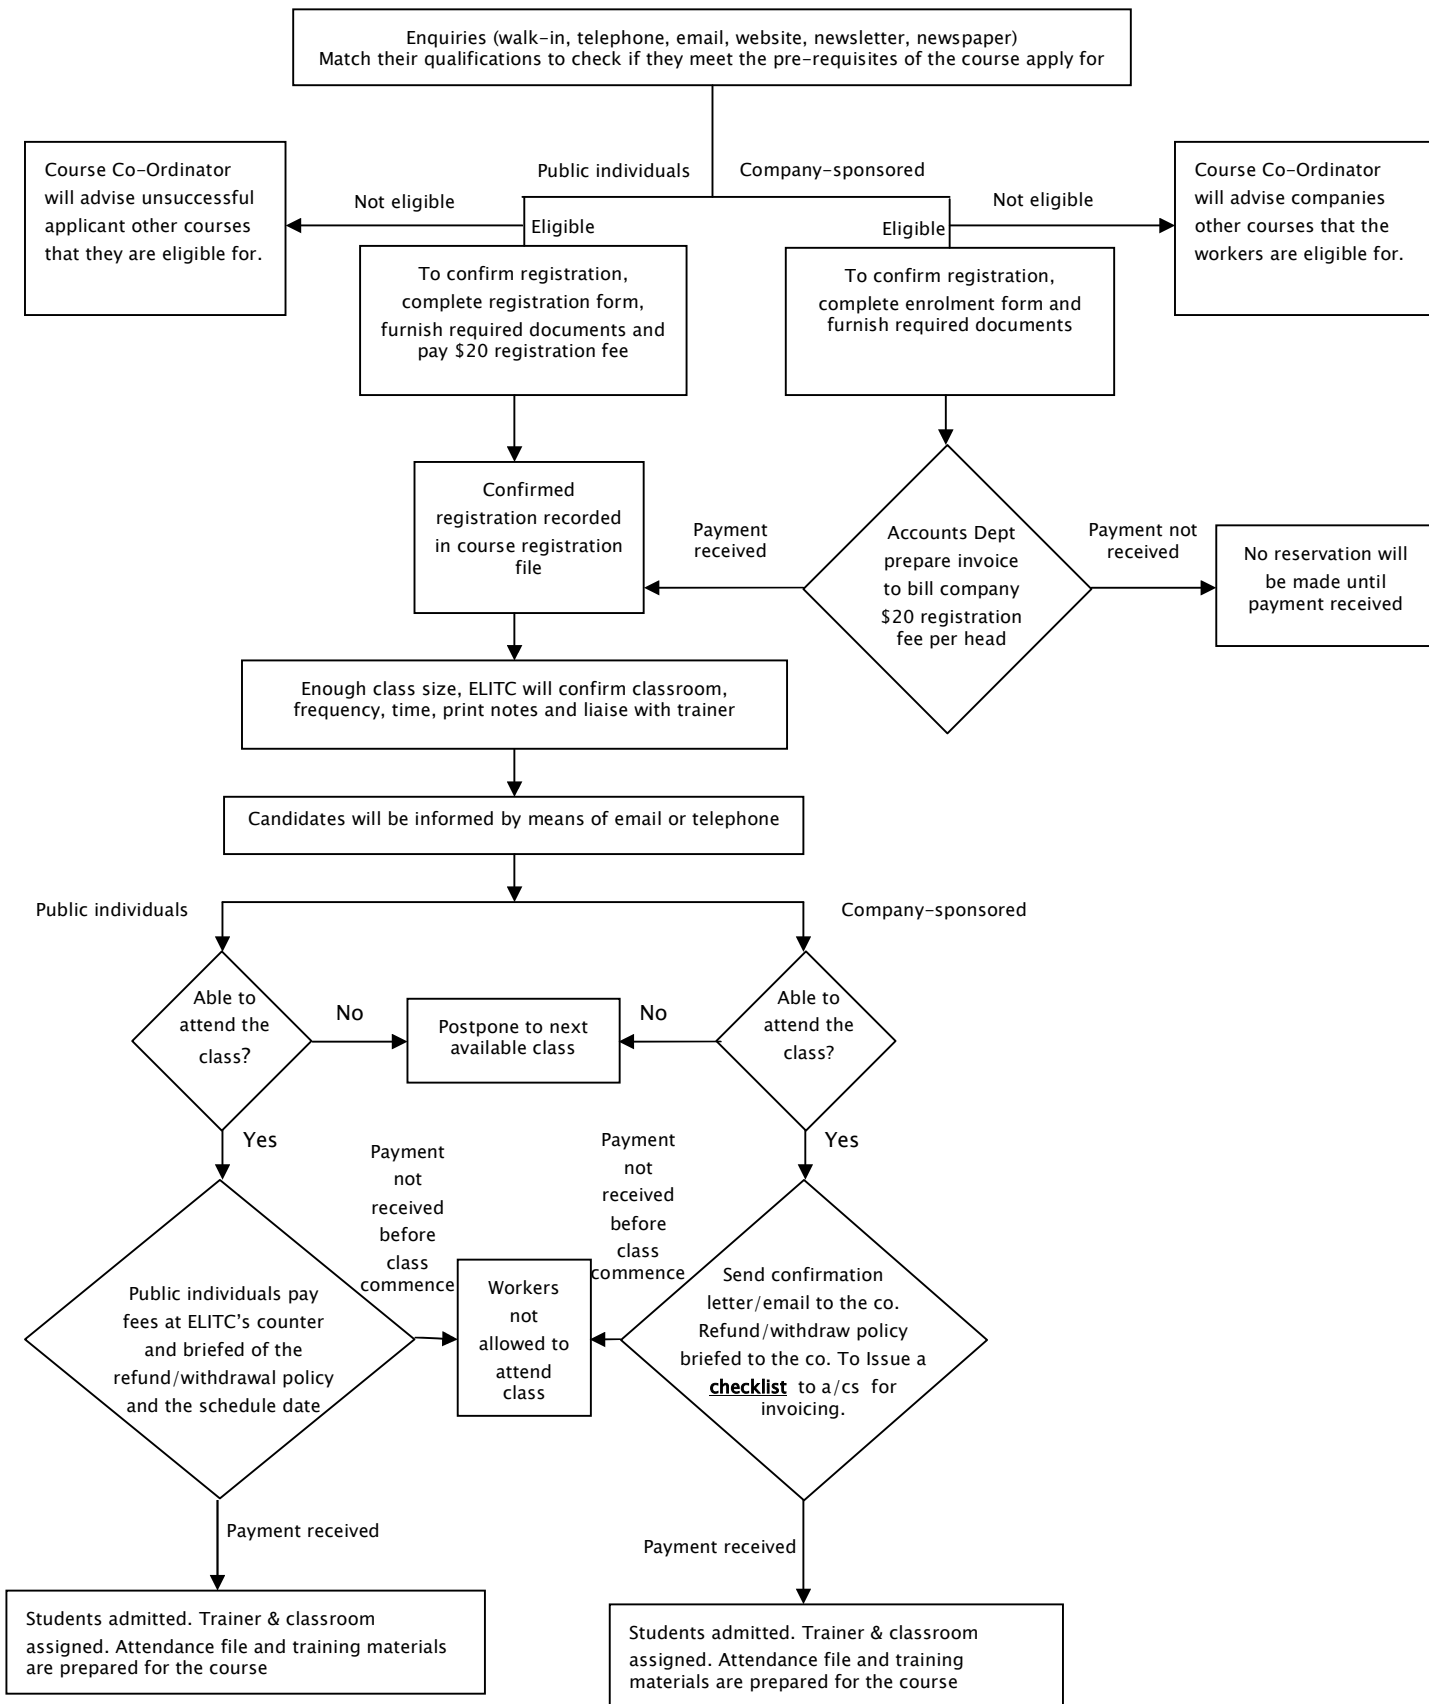 Enquiries (walk-in, telephone, email, website, newsletter, newspaper)
Match their qualifications to check if they meet the pre-requisites of the course apply for
Public individuals
Company-sponsored
Course Co-Ordinator
will advise unsuccessful
applicant other courses
that they are eligible for.
Not eligible
Eligible
Eligible
Not eligible
Course Co-Ordinator
will advise companies
other courses that the
workers are eligible for.
To confirm registration,
complete registration form,
furnish required documents and
pay $20 registration fee
To confirm registration,
complete enrolment form and
furnish required documents
Confirmed
registration recorded
in course registration
file
Payment
received
Accounts Dept
prepare invoice
to bill company
$20 registration
fee per head
Payment not
received
No reservation will
be made until
payment received
Enough class size, ELITC will confirm classroom,
frequency, time, print notes and liaise with trainer
Candidates will be informed by means of email or telephone
Public individuals
Company-sponsored
Able to
attend the
class?
No
Postpone to next
available class
No
Able to
attend the
class?
Yes
Yes
Payment
not
received
before
class
commence
Payment
not
received
before
class
commence
Public individuals pay
fees at ELITC's counter
and briefed of the
refund/withdrawal policy
and the schedule date
Workers
not
allowed to
attend
class
Send confirmation
letter/email to the co.
Refund/withdraw policy
briefed to the co. To Issue a
checklist to a/cs for
invoicing.
Payment received
Payment received
Students admitted. Trainer & classroom
assigned. Attendance file and training materials
are prepared for the course
Students admitted. Trainer & classroom
assigned. Attendance file and training
materials are prepared for the course